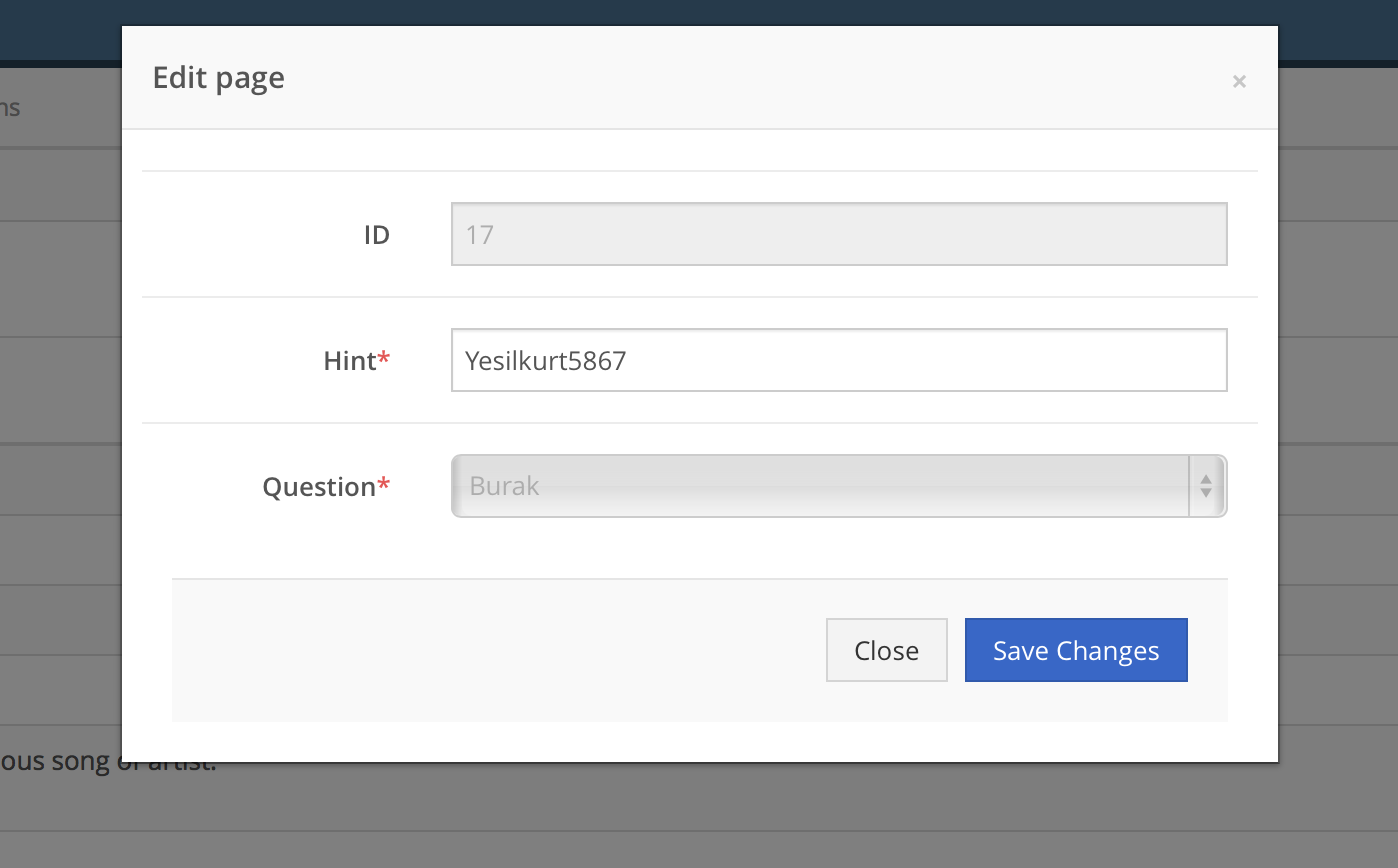 Edit page
×
ns
ID
17
Hint*
Yesilkurt5867
Question*
Burak
Close
Save Changes
ous song of artist.